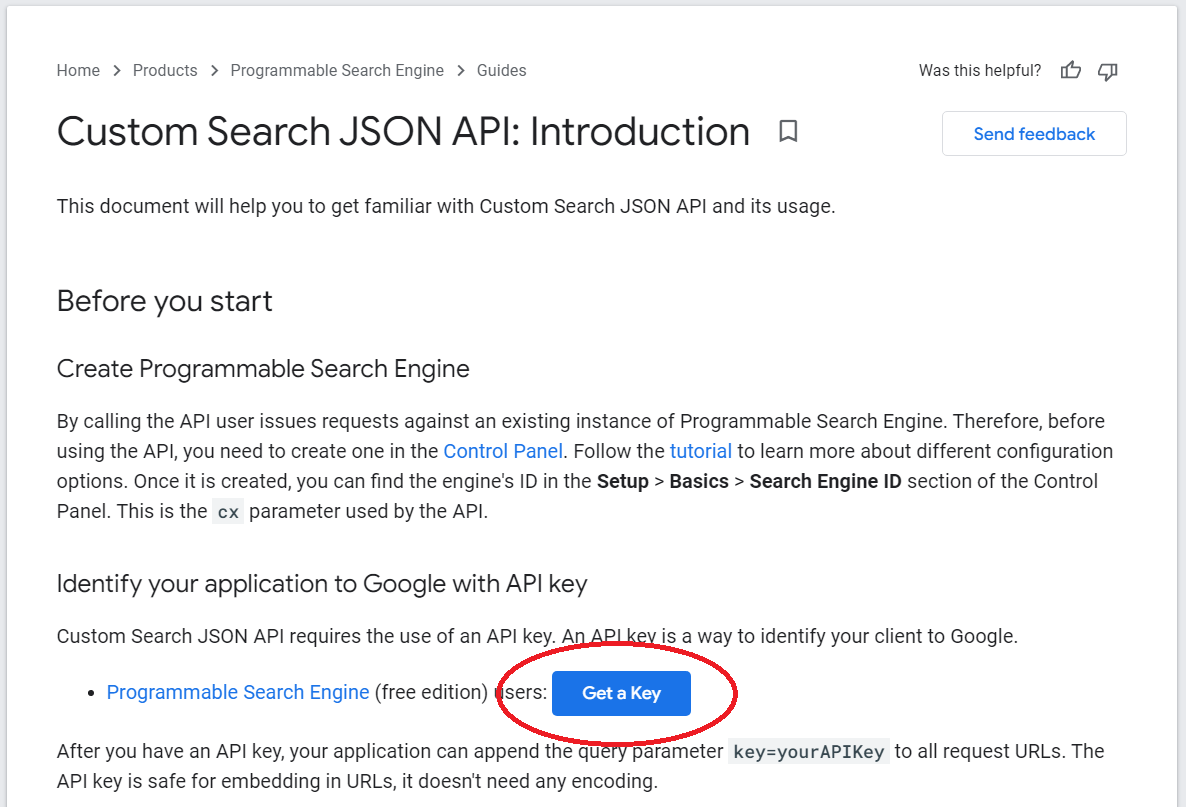 Home > Products > Programmable Search Engine > Guides
Was this helpful?
Custom Search JSON API: Introduction
Send feedback
This document will help you to get familiar with Custom Search JSON API and its usage.
Before you start
Create Programmable Search Engine
By calling the API user issues requests against an existing instance of Programmable Search Engine. Therefore, before
using the API, you need to create one in the Control Panel. Follow the tutorial to learn more about different configuration
options. Once it is created, you can find the engine's ID in the Setup > Basics > Search Engine ID section of the Control
Panel. This is the cx parameter used by the API.
Identify your application to Google with API key
Custom Search JSON API requires the use of an API key. An API key is a way to identify your client to Google.
• Programmable Search Engine (free edition) users: Get a Key
After you have an API key, your application can append the query parameter key=yourAPIKey to all request URLs. The
API key is safe for embedding in URLs, it doesn't need any encoding.